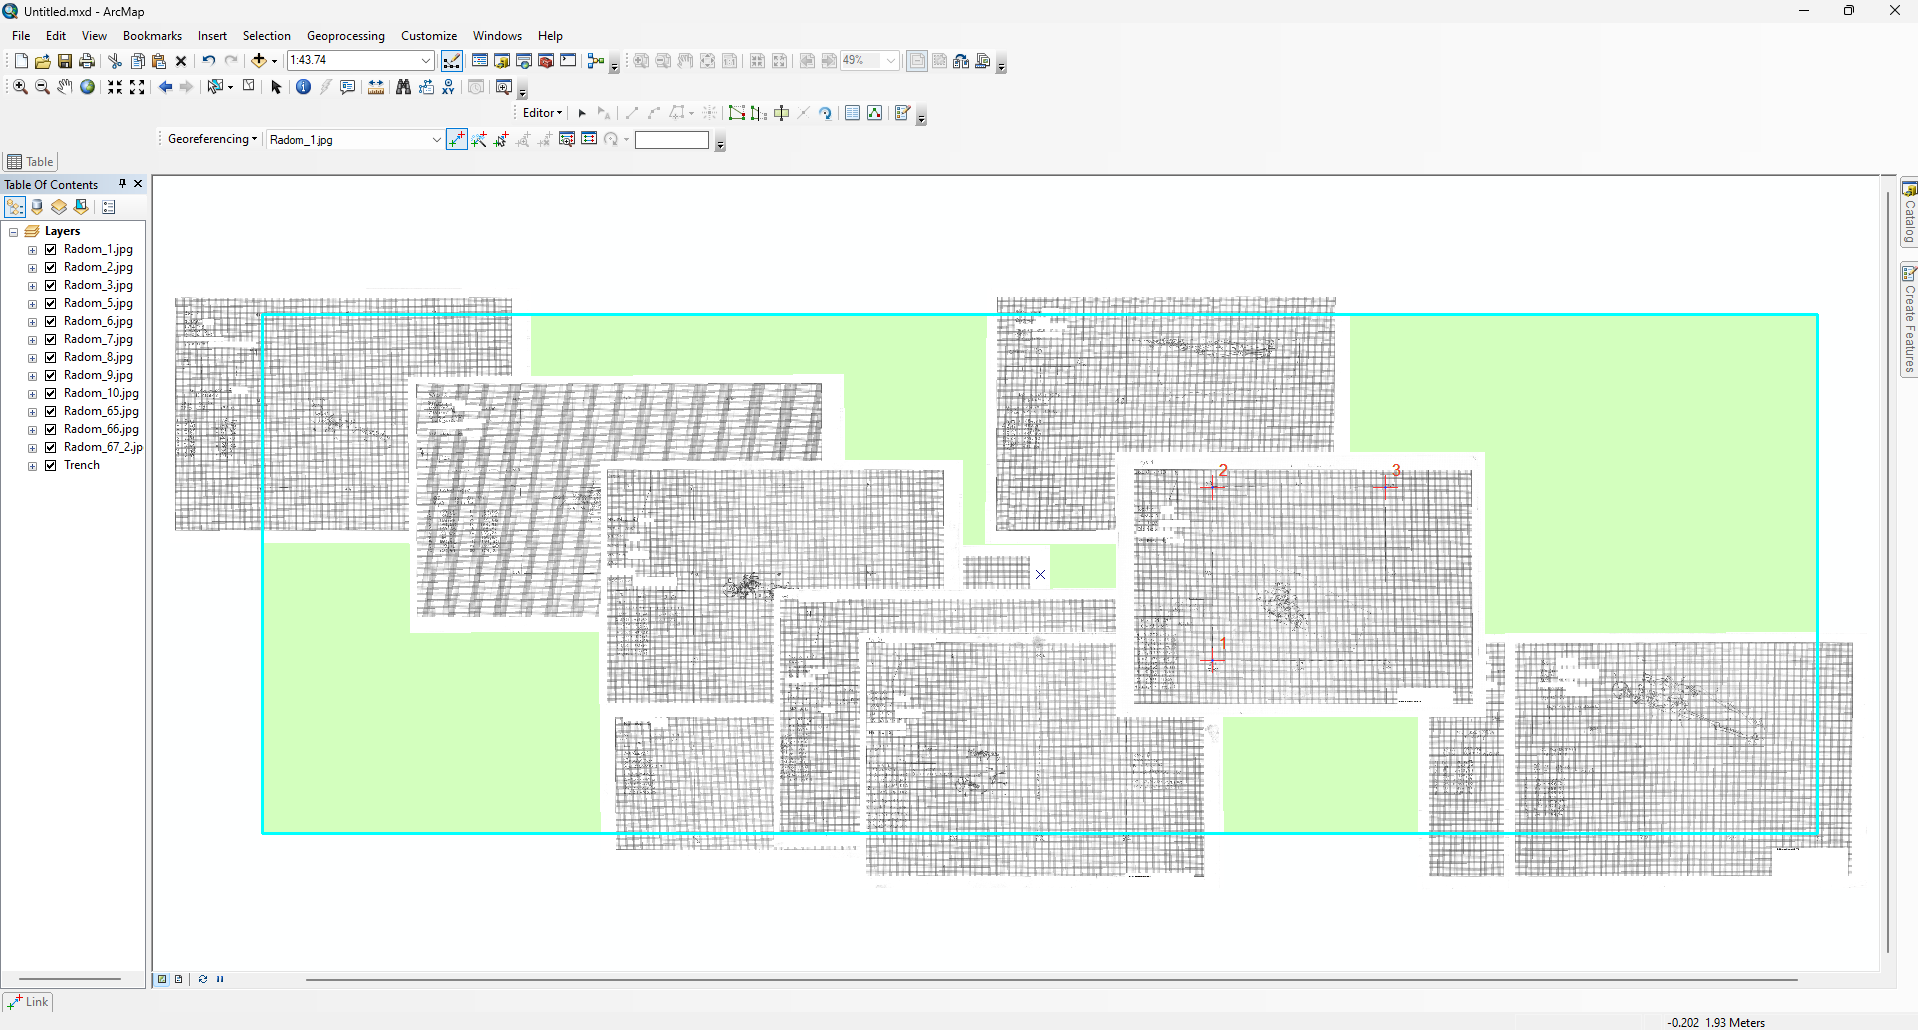 Untitled.mxd - ArcMap
File Edit View Bookmarks Insert Selection Geoprocessing Customize Windows Help
1:43.74
49%
Editor
Georeferencing Radom_1.jpg
Table
Table Of Contents
Layers
Radom_1.jpg
Radom_2.jpg
Radom_3.jpg
Radom_5.jpg
Radom_6.jpg
Radom_7.jpg
Radom_8.jpg
Radom_9.jpg
Radom_10.jpg
Radom_65.jpg
Radom_66.jpg
Radom_67_2.jp
Trench
2
3
1
Catalog
Create Features
Link
-0.202 1.93 Meters